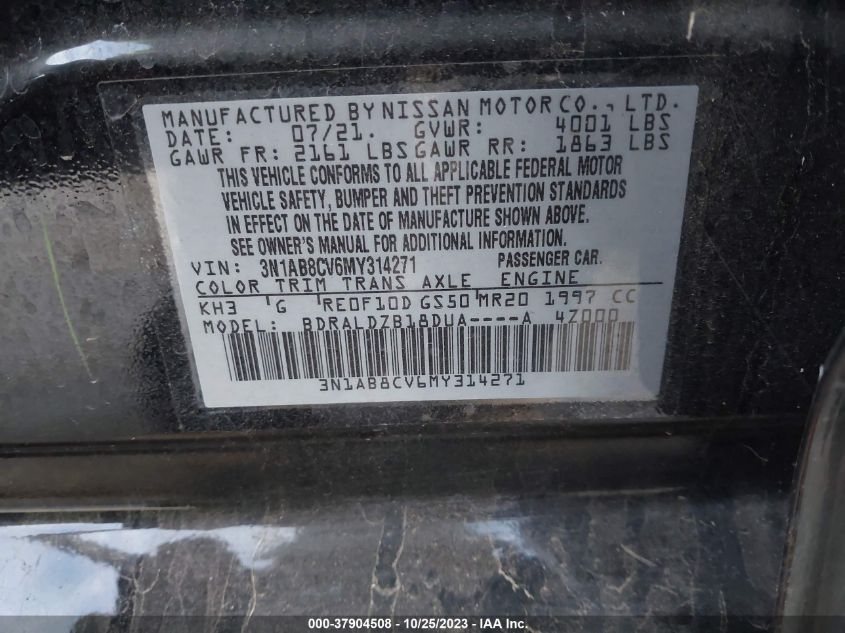 MANUFACTURED BY NISSAN MOTOR CO., LTD.
DATE: 07/21. GVWR: 4001 LBS
GAWR FR: 2161 LBS GAWR RR: 1863 LBS
THIS VEHICLE CONFORMS TO ALL APPLICABLE FEDERAL MOTOR
VEHICLE SAFETY, BUMPER AND THEFT PREVENTION STANDARDS
IN EFFECT ON THE DATE OF MANUFACTURE SHOWN ABOVE.
SEE OWNER'S MANUAL FOR ADDITIONAL INFORMATION.
VIN: 3N1AB8CV6MY314271 PASSENGER CAR.
COLOR TRIM TRANS AXLE ENGINE
KH3 G RE0F10D GS50 MR20 1997 CC
MODEL: BDRALDZB18DUA----A 4Z000
3N1AB8CV6MY314271
000-37904508 - 10/25/2023 - IAA Inc.